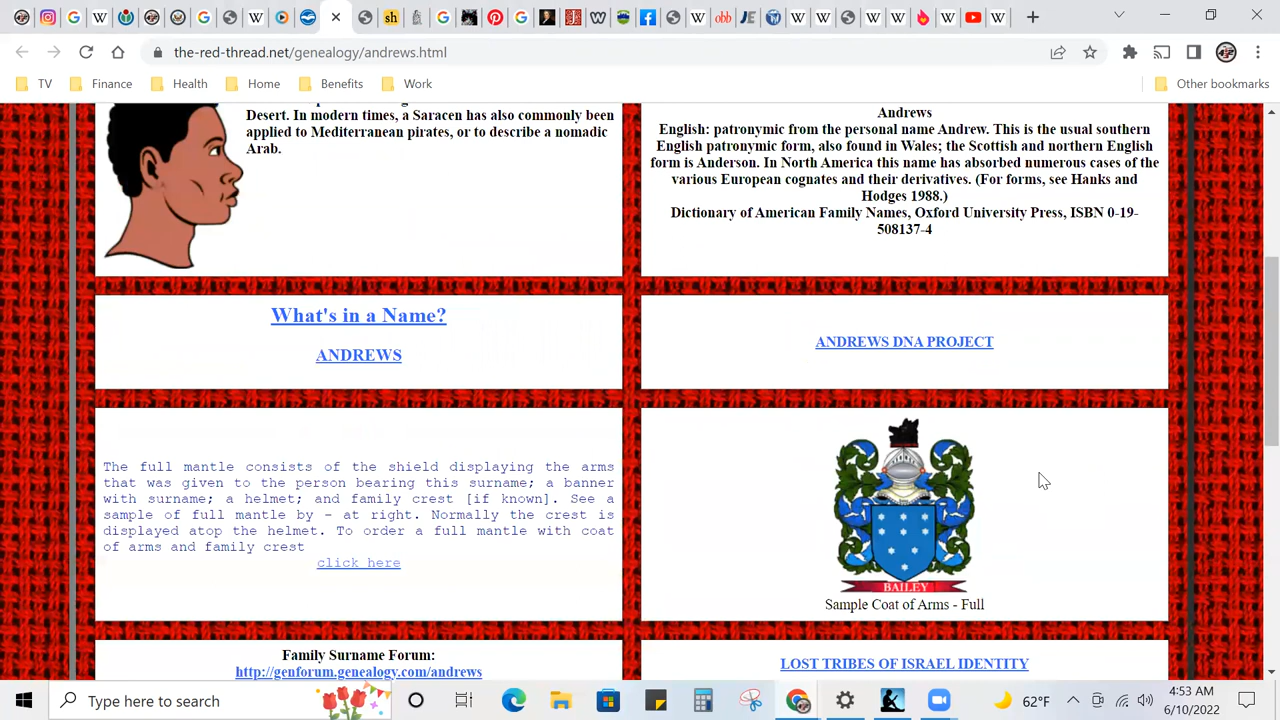 the-red-thread.net/genealogy/andrews.html
TV
Finance
Health
Home
Benefits
Work
Other bookmarks
Desert. In modern times, a Saracen has also commonly been
applied to Mediterranean pirates, or to describe a nomadic
Arab.
Andrews
English: patronymic from the personal name Andrew. This is the usual southern
English patronymic form, also found in Wales; the Scottish and northern English
form is Anderson. In North America this name has absorbed numerous cases of the
various European cognates and their derivatives. (For forms, see Hanks and
Hodges 1988.)
Dictionary of American Family Names, Oxford University Press, ISBN 0-19-
508137-4
What's in a Name?
ANDREWS
ANDREWS DNA PROJECT
The full mantle consists of the shield displaying the arms
that was given to the person bearing this surname; a banner
with surname; a helmet; and family crest [if known]. See a
sample of full mantle by - at right. Normally the crest is
displayed atop the helmet. To order a full mantle with coat
of arms and family crest
click here
BAILEY
Sample Coat of Arms - Full
Family Surname Forum:
http://genforum.genealogy.com/andrews
LOST TRIBES OF ISRAEL IDENTITY
Type here to search
62°F
4:53 AM
6/10/2022